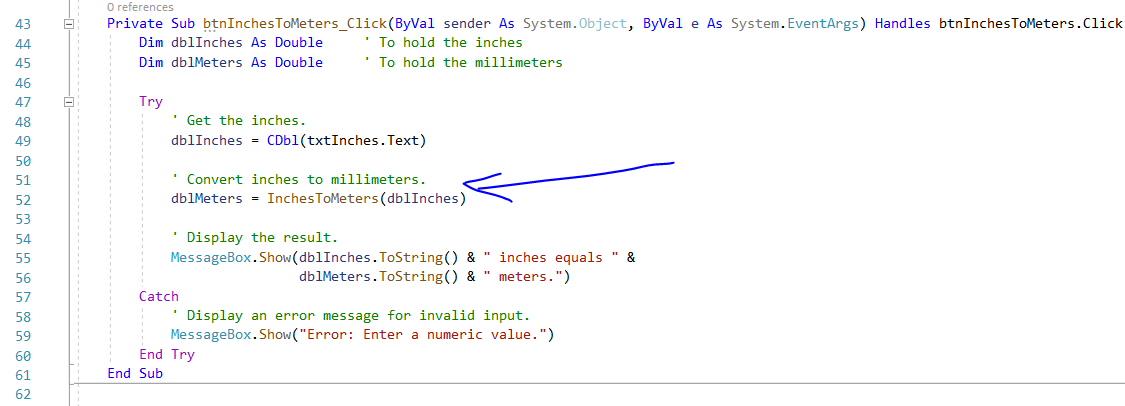 0 references
43 Private Sub btnInchesToMeters_Click(ByVal sender As System.Object, ByVal e As System.EventArgs) Handles btnInchesToMeters.Click
44 Dim dblInches As Double ' To hold the inches
45 Dim dblMeters As Double ' To hold the millimeters
46
47 Try
48 ' Get the inches.
49 dblInches = CDbl(txtInches.Text)
50
51 ' Convert inches to millimeters.
52 dblMeters = InchesToMeters(dblInches)
53
54 ' Display the result.
55 MessageBox.Show(dblInches.ToString() & " inches equals " &
56 dblMeters.ToString() & " meters.")
57 Catch
58 ' Display an error message for invalid input.
59 MessageBox.Show("Error: Enter a numeric value.")
60 End Try
61 End Sub
62